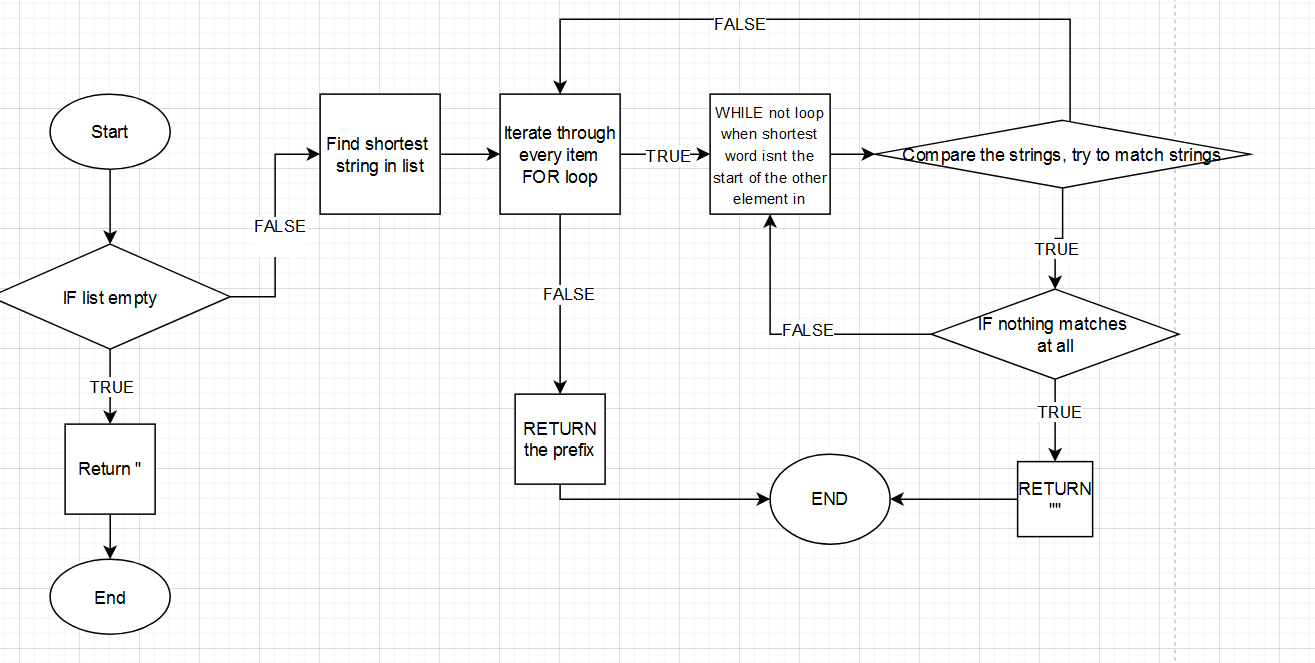 FALSE
Start
Find shortest
string in list
Iterate through
every item
FOR loop
TRUE
WHILE not loop
when shortest
word isnt the
start of the other
element in
Compare the strings, try to match strings
FALSE
TRUE
IF list empty
FALSE
IF nothing matches
at all
FALSE
TRUE
TRUE
RETURN
the prefix
Return "
END
RETURN
""
End